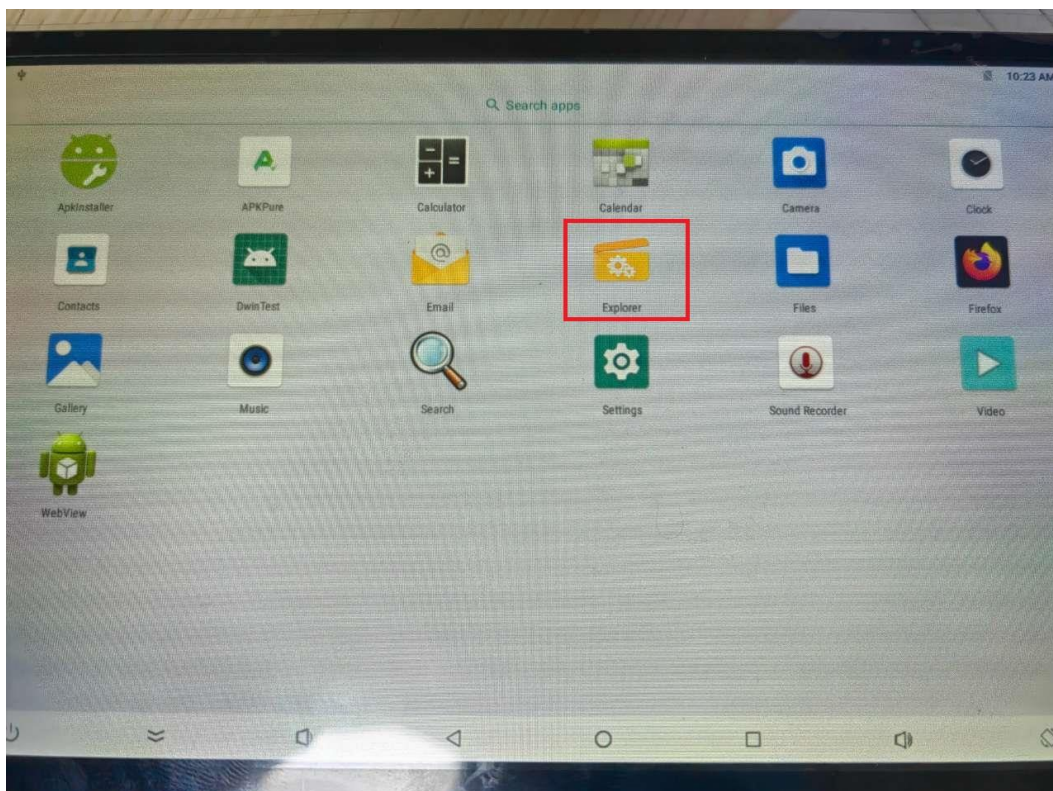 10:23 AM
Search apps
ApkInstaller
APKPure
Calculator
Calendar
Camera
Clock
Contacts
DwinTest
Email
Explorer
Files
Firefox
Gallery
Music
Search
Settings
Sound Recorder
Video
WebView